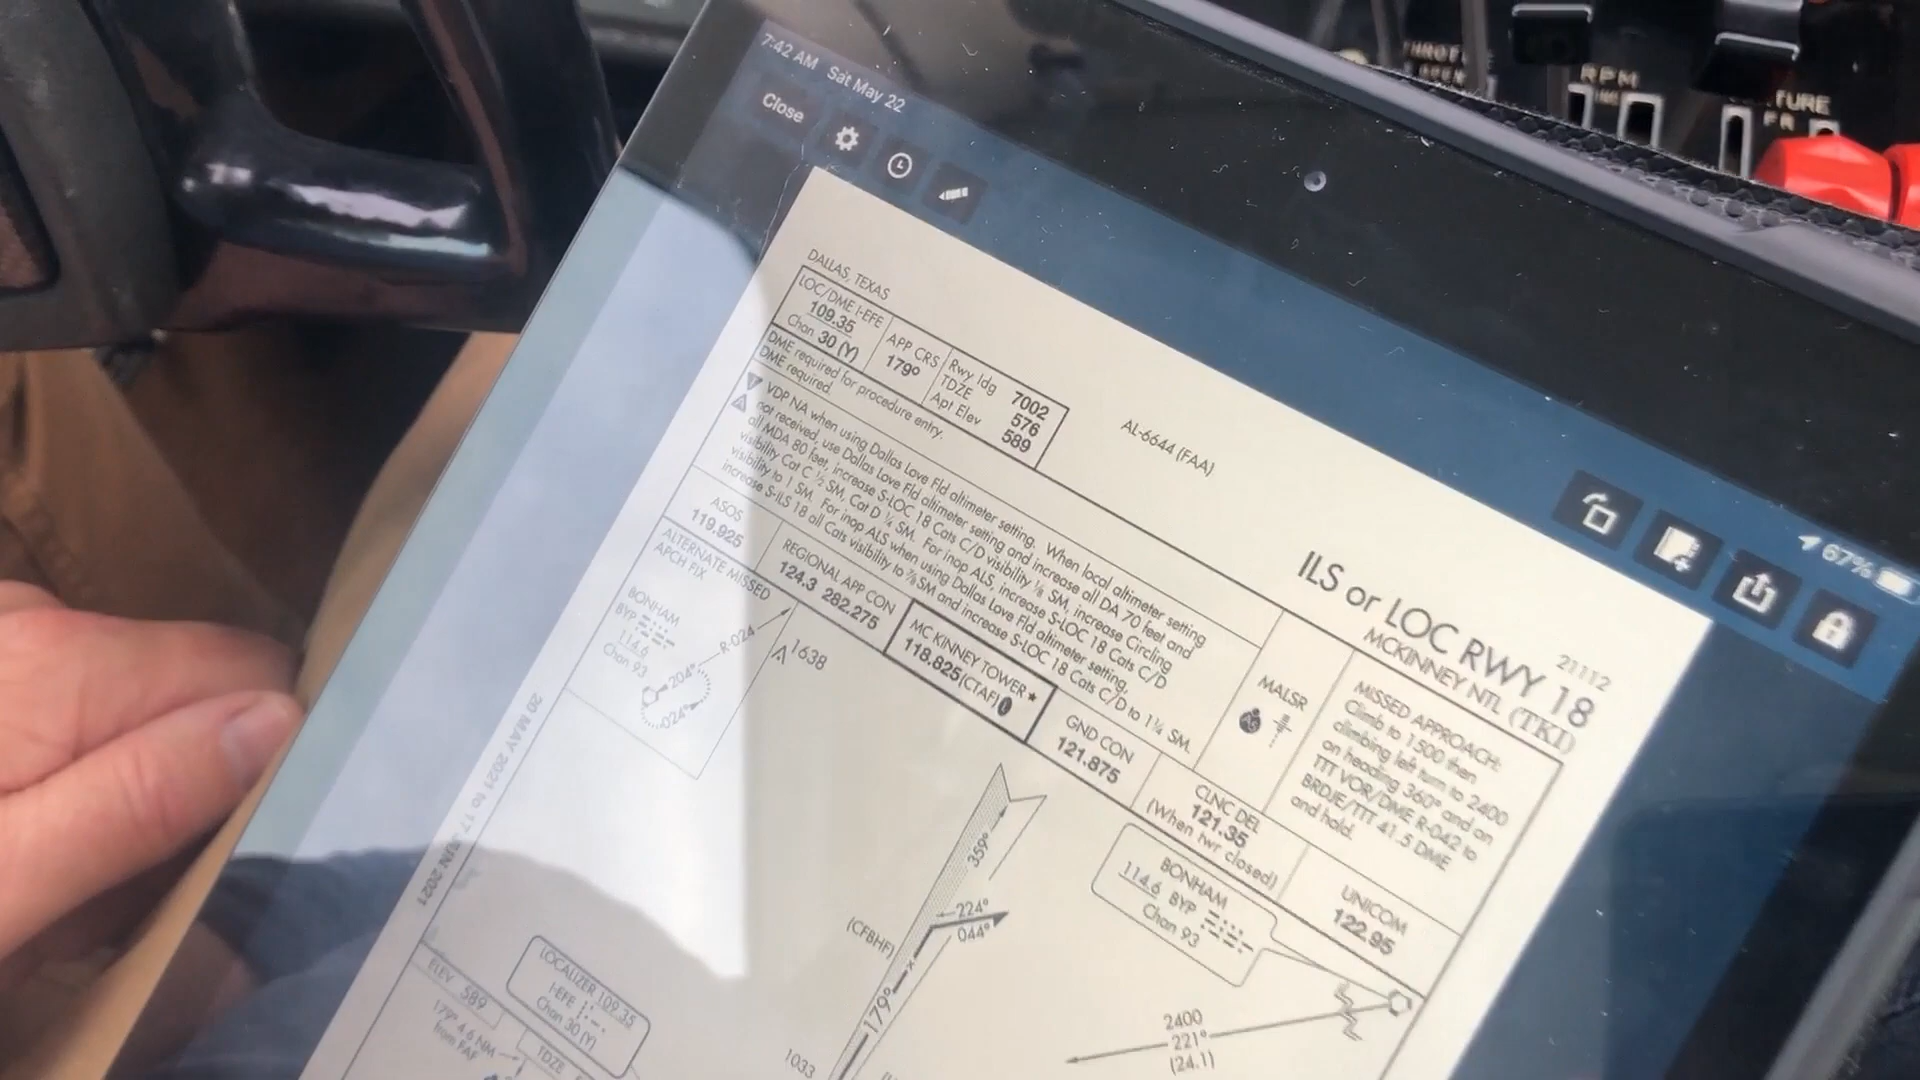 7:42 AM Sat May 22
67%
Close
DALLAS, TEXAS
AL-6644 (FAA)
21112
ILS or LOC RWY 18
MCKINNEY NTL (TKI)
LOC/DME I-EFE
109.35
Chan 30 (Y)
APP CRS
179°
Rwy ldg 7002
TDZE 576
Apt Elev 589
DME required for procedure entry.
DME required.
VDP NA when using Dallas Love Fld altimeter setting. When local altimeter setting
not received, use Dallas Love Fld altimeter setting and increase all DA 70 feet and
all MDA 80 feet, increase S-LOC 18 Cats C/D visibility 1/8 SM, increase Circling
visibility Cat C 1/2 SM, Cat D 1/4 SM. For inop ALS, increase S-LOC 18 Cats C/D
visibility to 1 SM. For inop ALS when using Dallas Love Fld altimeter setting,
increase S-ILS 18 all Cats visibility to 7/8 SM and increase S-LOC 18 Cats C/D to 1 1/4 SM.
MALSR
A5
MISSED APPROACH:
Climb to 1500 then
climbing left turn to 2400
on heading 360° and on
TTT VOR/DME R-042 to
BRDJE/TTT 41.5 DME
and hold.
ASOS
119.925
REGIONAL APP CON
124.3 282.275
MC KINNEY TOWER ★
118.825 (CTAF)
GND CON
121.875
CLNC DEL
121.35
(When twr closed)
UNICOM
122.95
ALTERNATE MISSED
APCH FIX
BONHAM
BYP
114.6
Chan 93
R-024
204°
024°
1638
359°
224°
044°
(CFBHF)
179°
BONHAM
114.6 BYP
Chan 93
2400
221°
(24.1)
1033
20 MAY 2021 to 17 JUN 2021
LOCALIZER 109.35
I-EFE
Chan 30 (Y)
ELEV 589
TDZE
179° 4.6 NM
from FAF
RPM